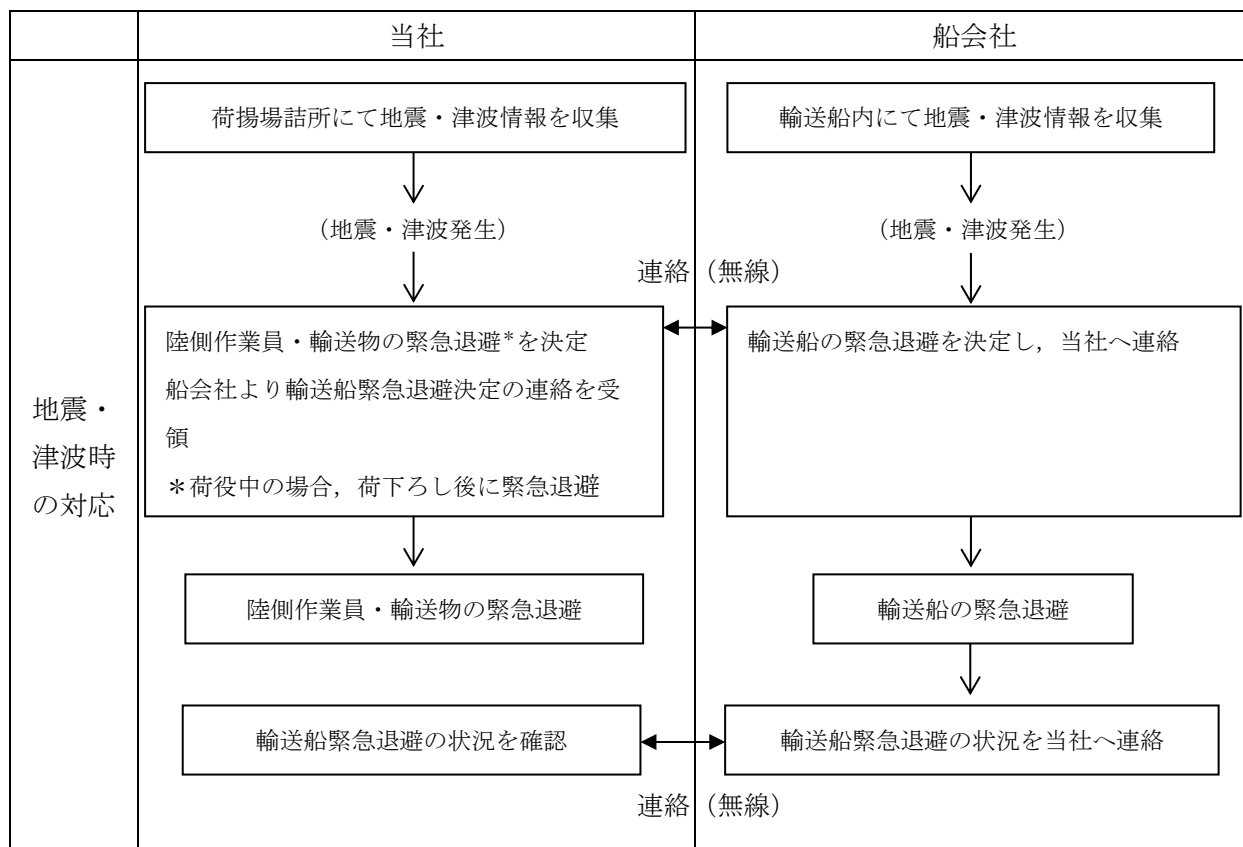 当社
船会社
地震・
津波時
の対応
荷揚場詰所にて地震・津波情報を収集
輸送船内にて地震・津波情報を収集
(地震・津波発生)
(地震・津波発生)
連絡(無線)
陸側作業員・輸送物の緊急退避*を決定
船会社より輸送船緊急退避決定の連絡を受
領
＊荷役中の場合，荷下ろし後に緊急退避
輸送船の緊急退避を決定し，当社へ連絡
陸側作業員・輸送物の緊急退避
輸送船の緊急退避
輸送船緊急退避の状況を確認
輸送船緊急退避の状況を当社へ連絡
連絡(無線)